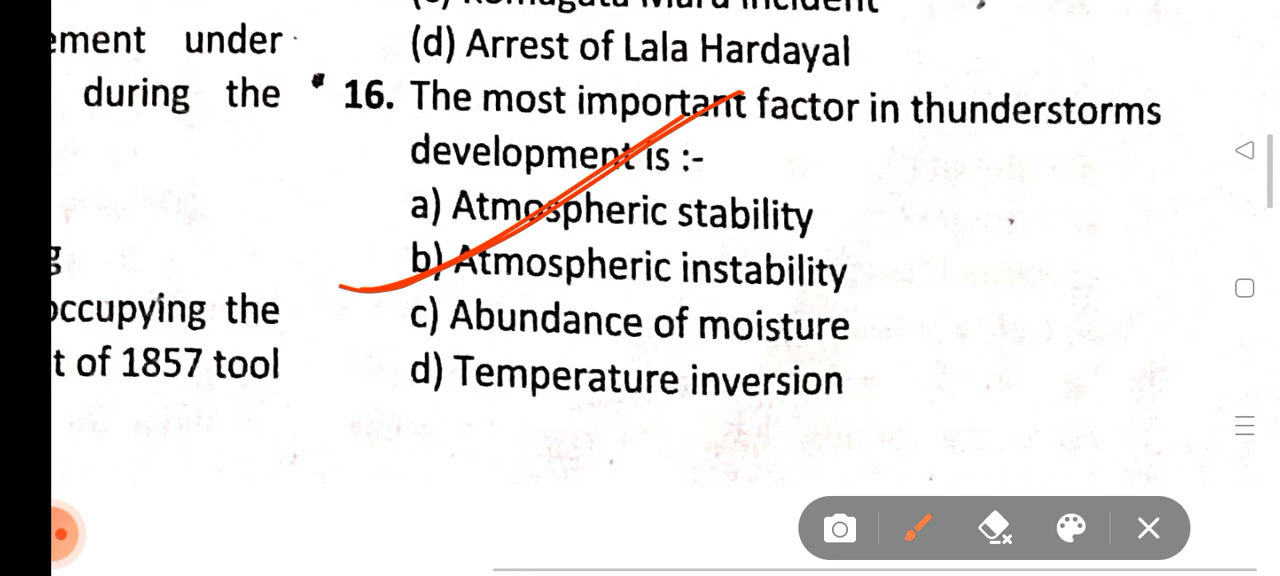 (d) Arrest of Lala Hardayal
under
during the
16. The most important factor in thunderstorms
development is :-
a) Atmospheric stability
b) Atmospheric instability
c) Abundance of moisture
d) Temperature inversion
occupying the
t of 1857 tool